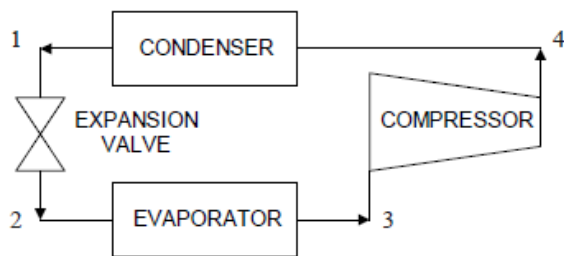 1
CONDENSER
4
EXPANSION
VALVE
COMPRESSOR
2
EVAPORATOR
3